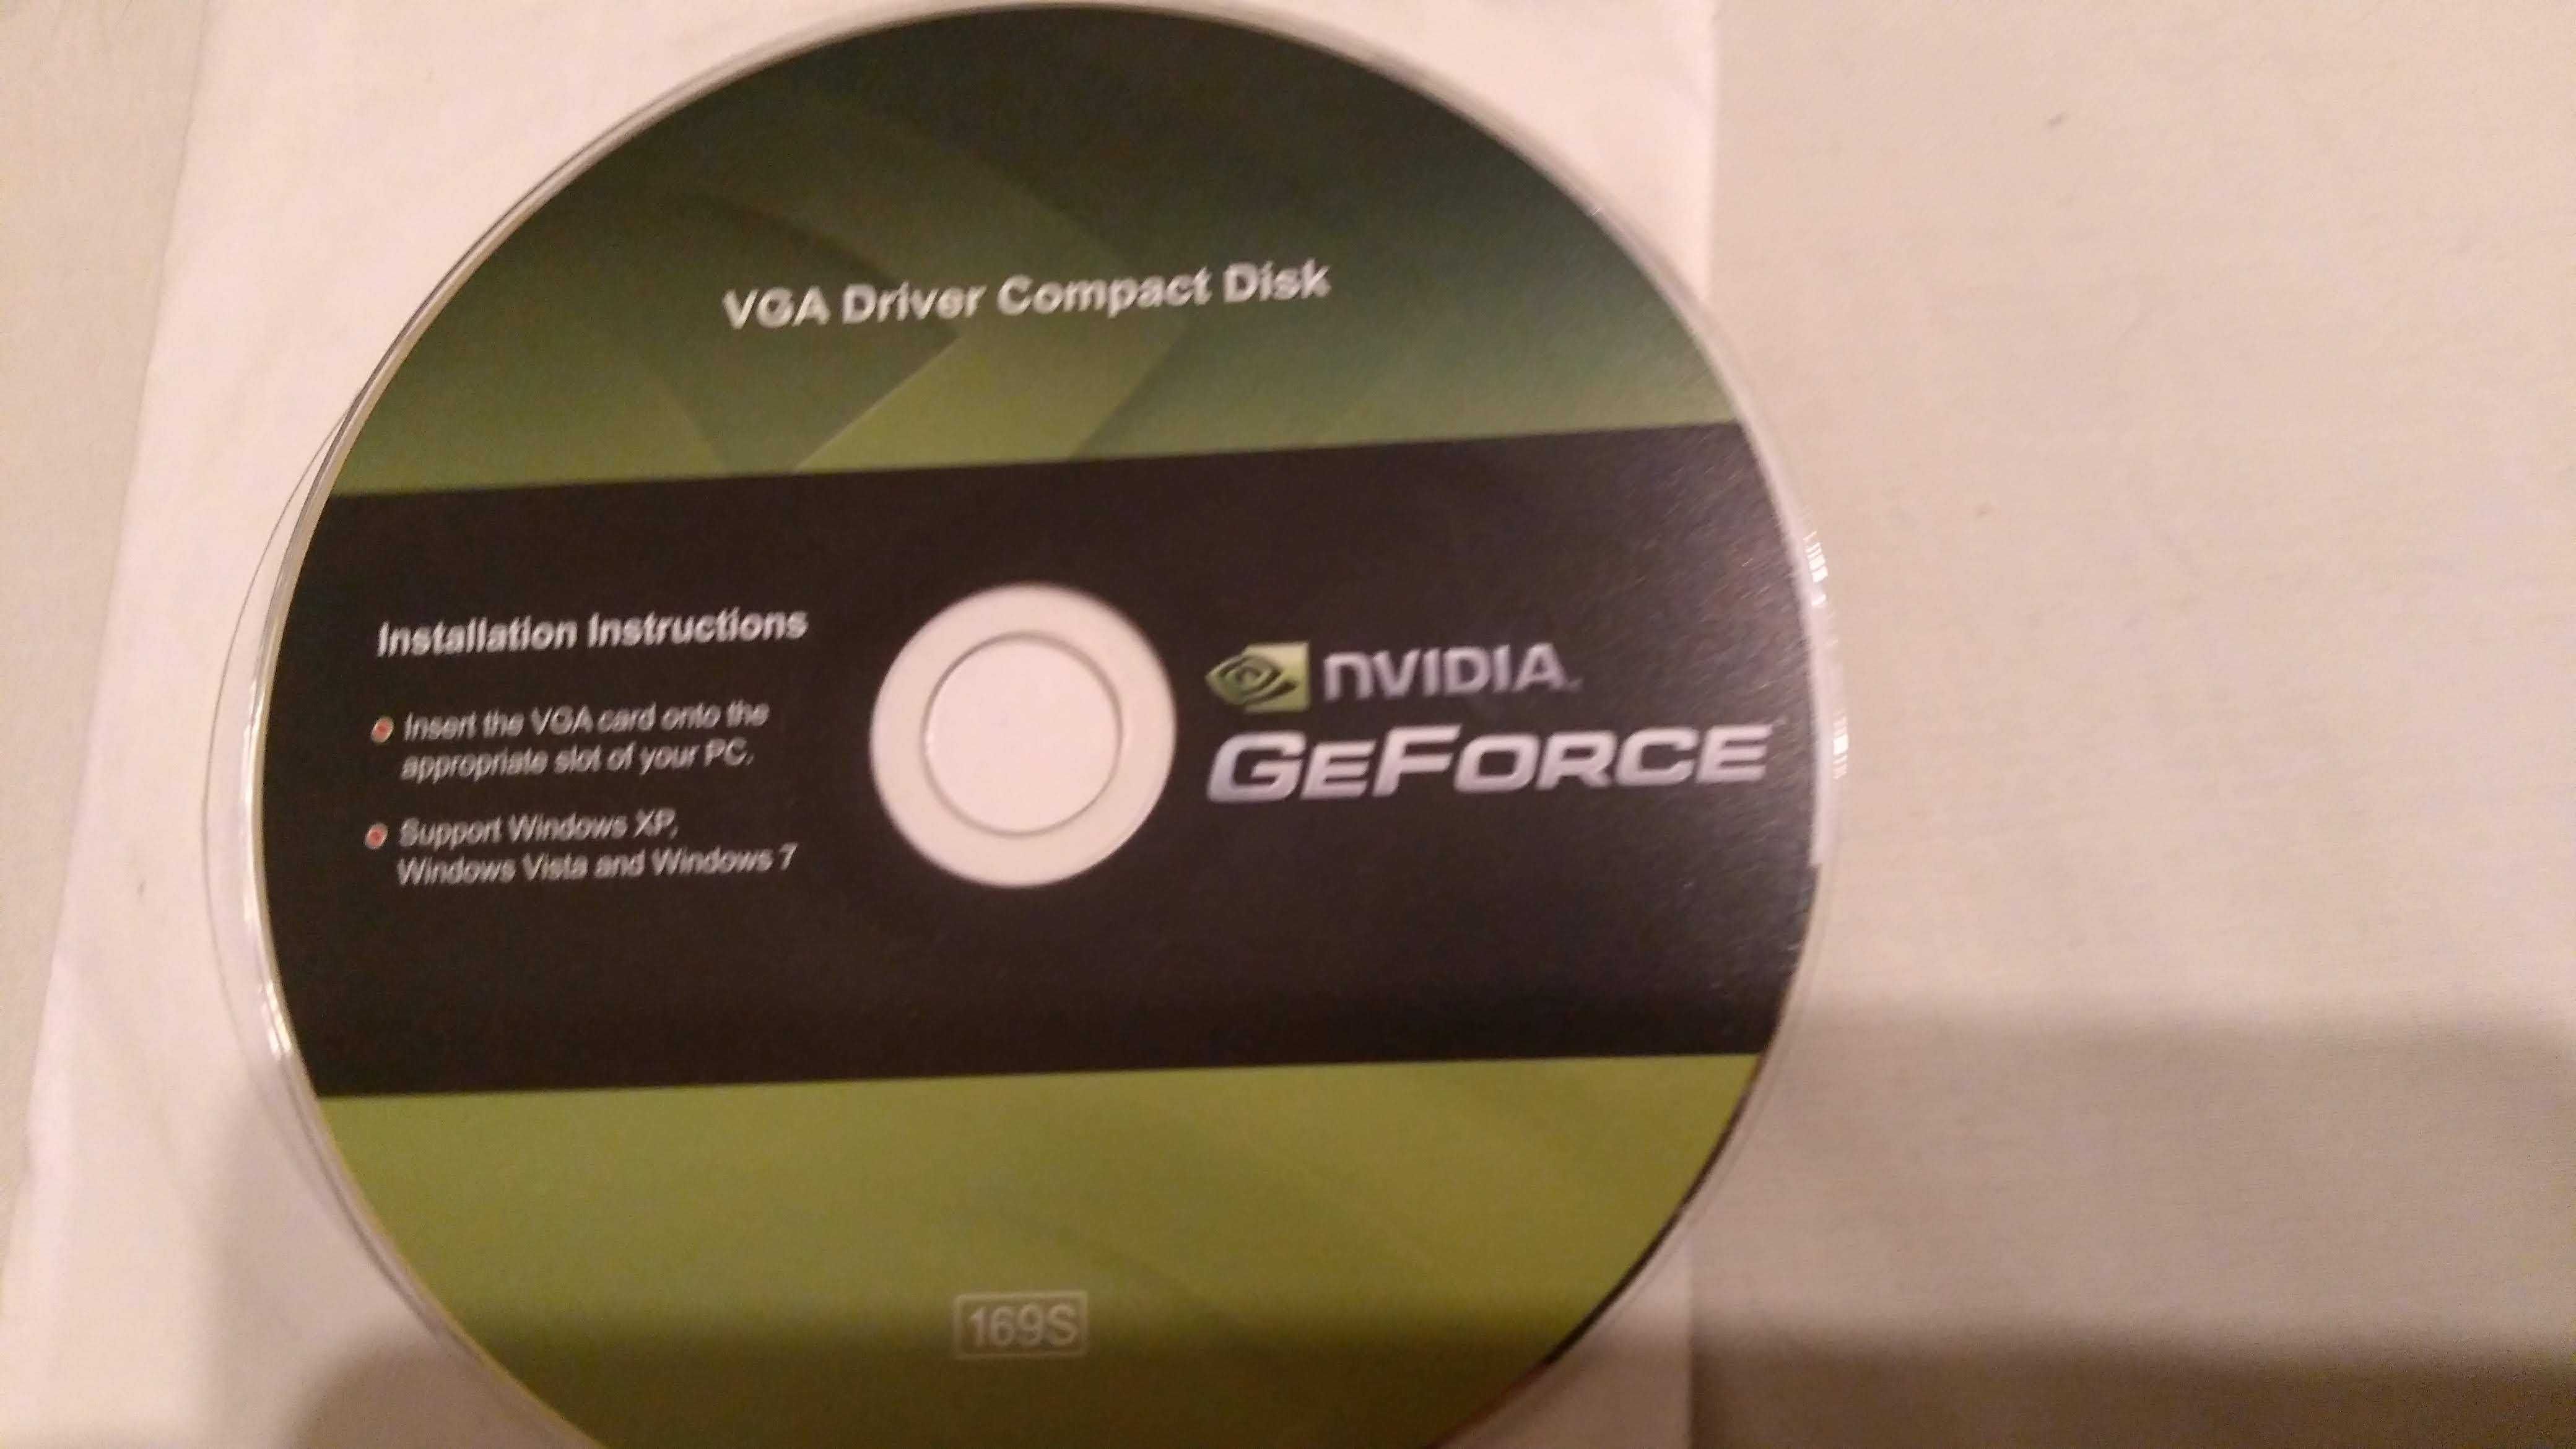 VGA Driver Compact Disk
Installation Instructions
Insert the VGA card onto the
appropriate slot of your PC.
Support Windows XP,
Windows Vista and Windows 7
NVIDIA.
GEFORCE
169S